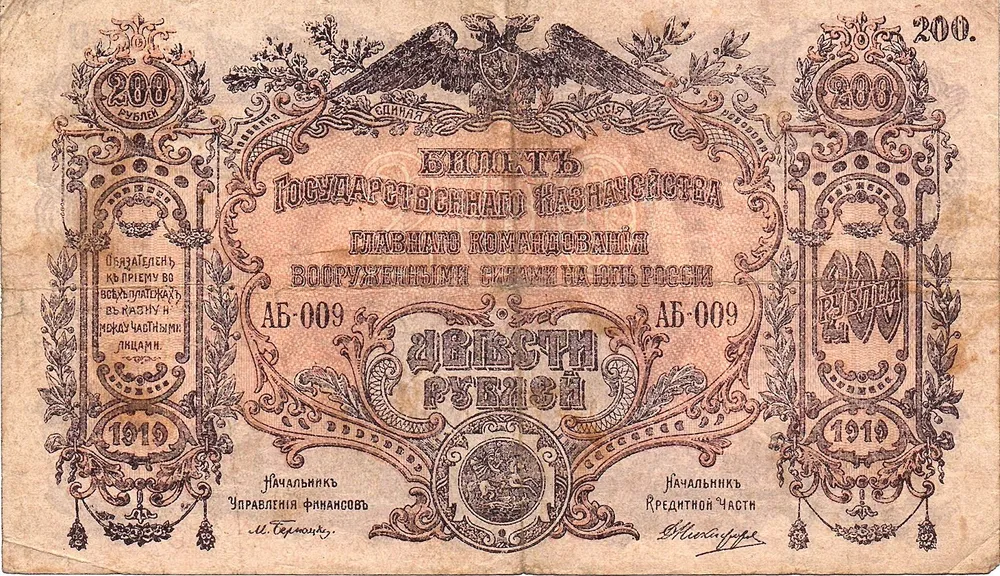 200.
200
РУБЛЕЙ
200
ЕДИНАЯ РОССІЯ
БИЛЕТЪ
ГОСУДАРСТВЕННАГО КАЗНАЧЕЙСТВА
ГЛАВНАГО КОМАНДОВАНІЯ
ВООРУЖЕННЫМИ СИЛАМИ НА ЮГѢ РОССІИ
ОБЯЗАТЕЛЕНЪ
КЪ ПРІЕМУ ВО
ВСѢХЪ ПЛАТЕЖАХЪ
ВЪ КАЗНУ И
МЕЖДУ ЧАСТНЫМИ
ЛИЦАМИ.
АБ-009
АБ-009
200
РУБЛЕЙ
ДВѢСТИ
РУБЛЕЙ
1919
1919
НАЧАЛЬНИКЪ
УПРАВЛЕНІЯ ФИНАНСОВЪ
НАЧАЛЬНИКЪ
КРЕДИТНОЙ ЧАСТИ